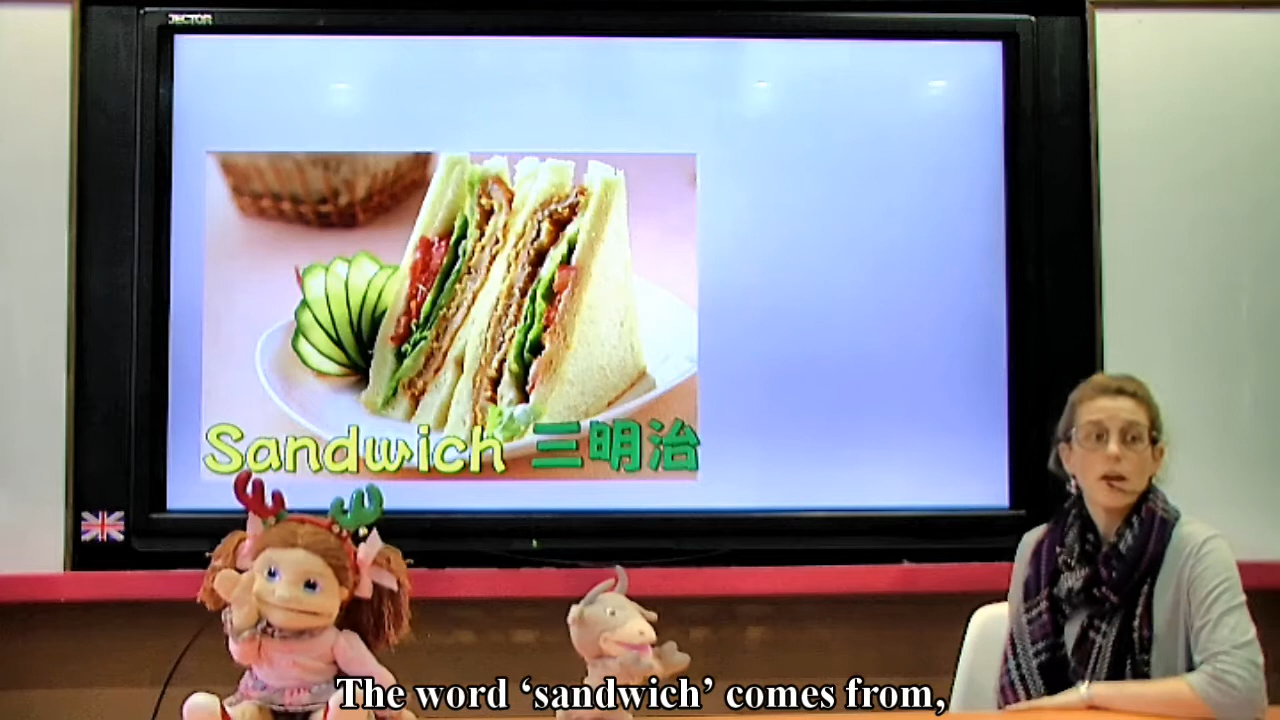 JECTOR
Sandwich 三明治
The word ‘sandwich’ comes from,